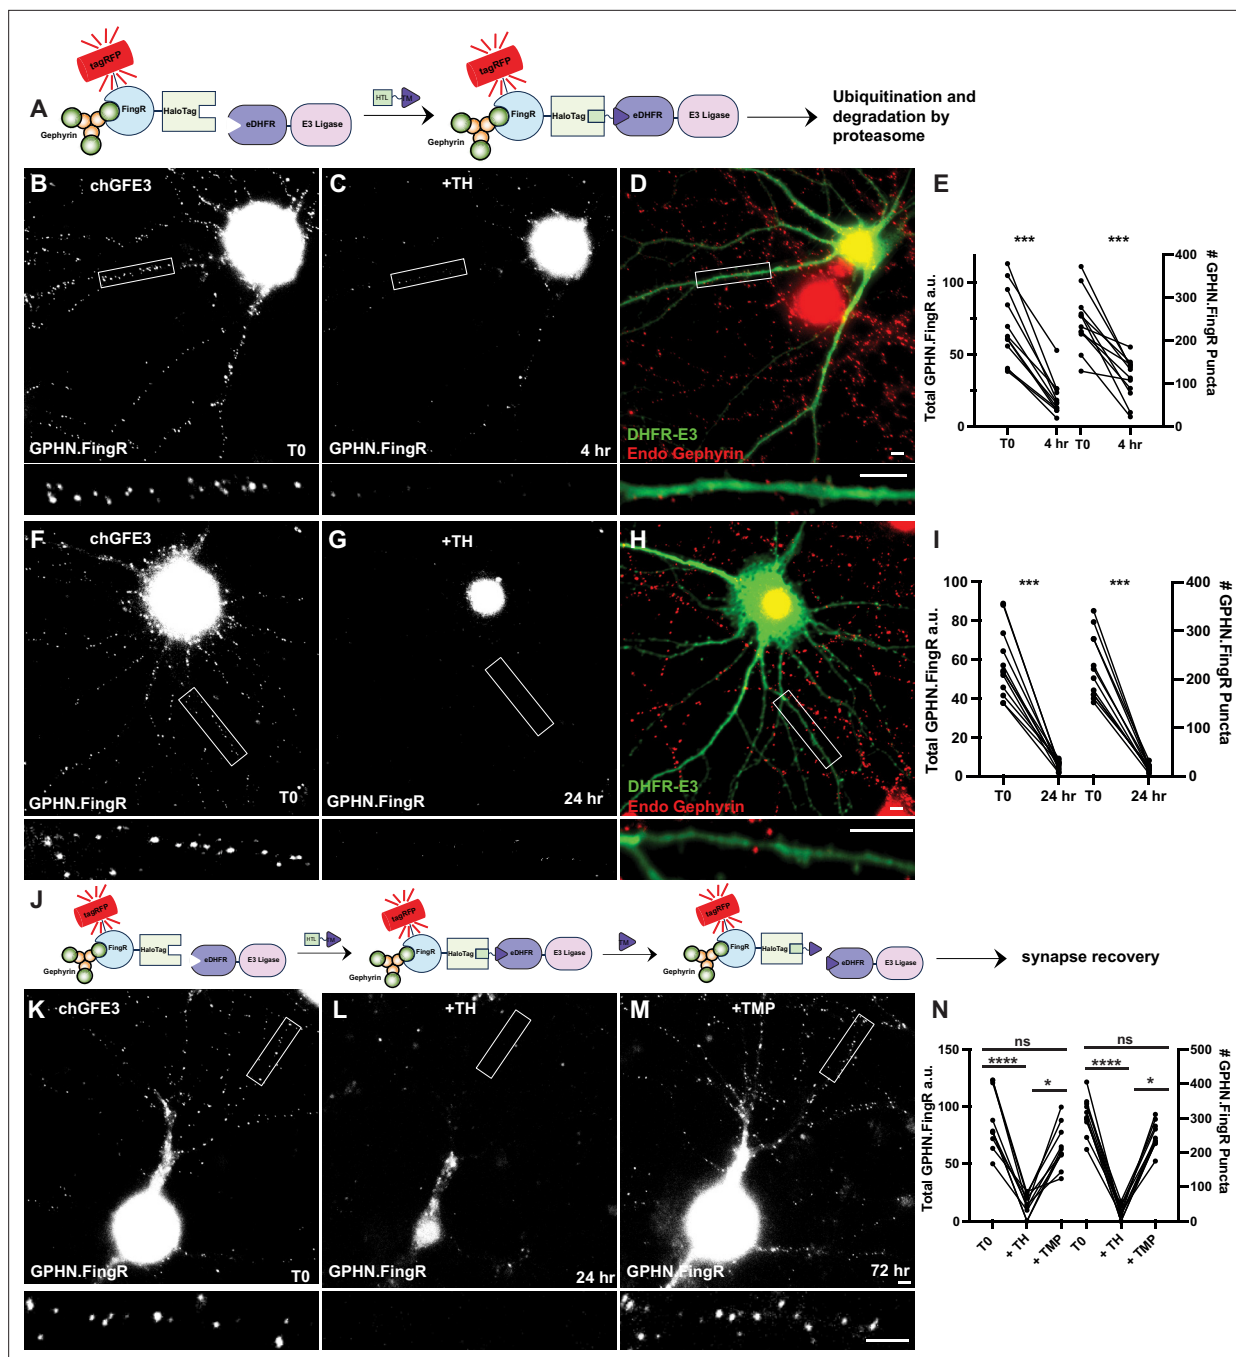 A
tagRFP
FingR
HaloTag
Gephyrin
eDHFR
E3 Ligase
HTL
TM
tagRFP
FingR
HaloTag
Gephyrin
eDHFR
E3 Ligase
Ubiquitination and
degradation by
proteasome
B
chGFE3
GPHN.FingR
T0
C
+TH
GPHN.FingR
4 hr
D
DHFR-E3
Endo Gephyrin
E
***
***
Total GPHN.FingR a.u.
100
50
0
# GPHN.FingR Puncta
400
300
200
100
0
T0
4 hr
T0
4 hr
F
chGFE3
GPHN.FingR
T0
G
+TH
GPHN.FingR
24 hr
H
DHFR-E3
Endo Gephyrin
I
***
***
Total GPHN.FingR a.u.
100
80
60
40
20
0
# GPHN.FingR Puncta
400
300
200
100
0
T0
24 hr
T0
24 hr
J
tagRFP
FingR
HaloTag
Gephyrin
eDHFR
E3 Ligase
HTL
TM
tagRFP
FingR
HaloTag
Gephyrin
eDHFR
E3 Ligase
TM
tagRFP
FingR
HaloTag
Gephyrin
eDHFR
E3 Ligase
synapse recovery
K
chGFE3
GPHN.FingR
T0
L
+TH
GPHN.FingR
24 hr
M
+TMP
GPHN.FingR
72 hr
N
ns
ns
****
*
****
*
Total GPHN.FingR a.u.
150
100
50
0
# GPHN.FingR Puncta
500
400
300
200
100
0
T0
+ TH
+ TMP
T0
+ TH
+ TMP